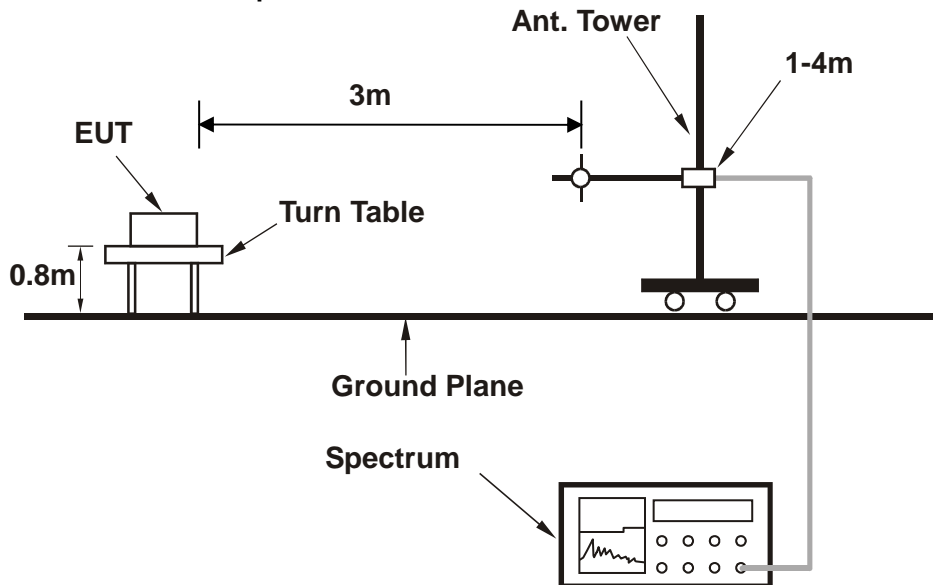 Ant. Tower
1-4m
3m
EUT
Turn Table
0.8m
Ground Plane
Spectrum